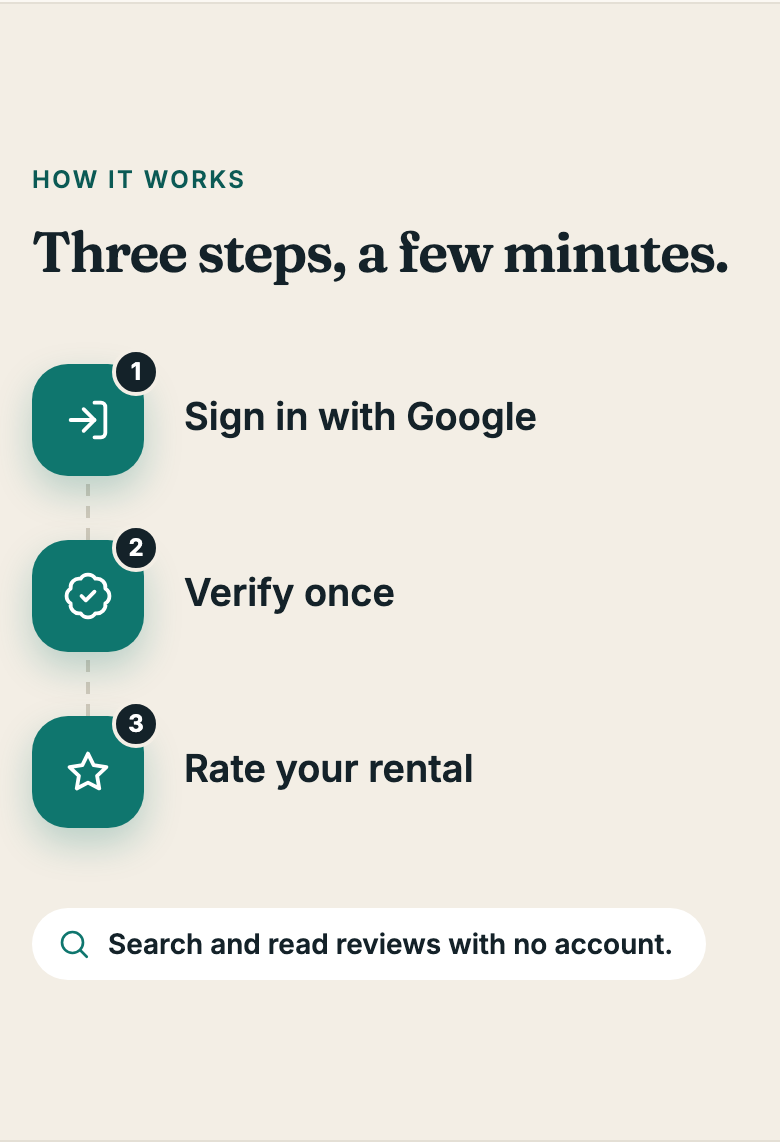 HOW IT WORKS
Three steps, a few minutes.
1
Sign in with Google
2
Verify once
3
Rate your rental
Search and read reviews with no account.